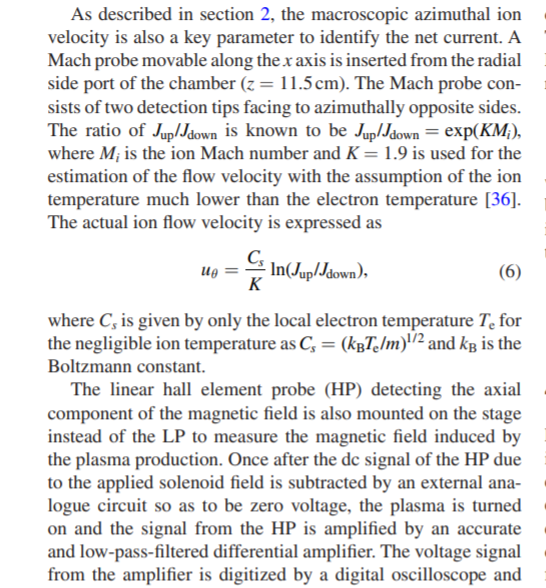 As described in section 2, the macroscopic azimuthal ion
velocity is also a key parameter to identify the net current. A
Mach probe movable along the x axis is inserted from the radial
side port of the chamber (z = 11.5 cm). The Mach probe con-
sists of two detection tips facing to azimuthally opposite sides.
The ratio of J_up/J_down is known to be J_up/J_down = exp(KM_i),
where M_i is the ion Mach number and K = 1.9 is used for the
estimation of the flow velocity with the assumption of the ion
temperature much lower than the electron temperature [36].
The actual ion flow velocity is expressed as
u_θ = C_s/K ln(J_up/J_down), (6)
where C_s is given by only the local electron temperature T_e for
the negligible ion temperature as C_s = (k_BT_e/m)^1/2 and k_B is the
Boltzmann constant.
The linear hall element probe (HP) detecting the axial
component of the magnetic field is also mounted on the stage
instead of the LP to measure the magnetic field induced by
the plasma production. Once after the dc signal of the HP due
to the applied solenoid field is subtracted by an external ana-
logue circuit so as to be zero voltage, the plasma is turned
on and the signal from the HP is amplified by an accurate
and low-pass-filtered differential amplifier. The voltage signal
from the amplifier is digitized by a digital oscilloscope and